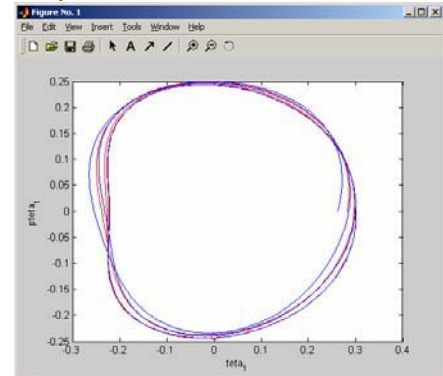 Figure No. 1
File Edit View Insert Tools Window Help
A
0.25
0.2
0.15
0.1
0.05
0
-0.05
-0.1
-0.15
-0.2
-0.25
pteta1
-0.3 -0.2 -0.1 0 0.1 0.2 0.3 0.4
teta1